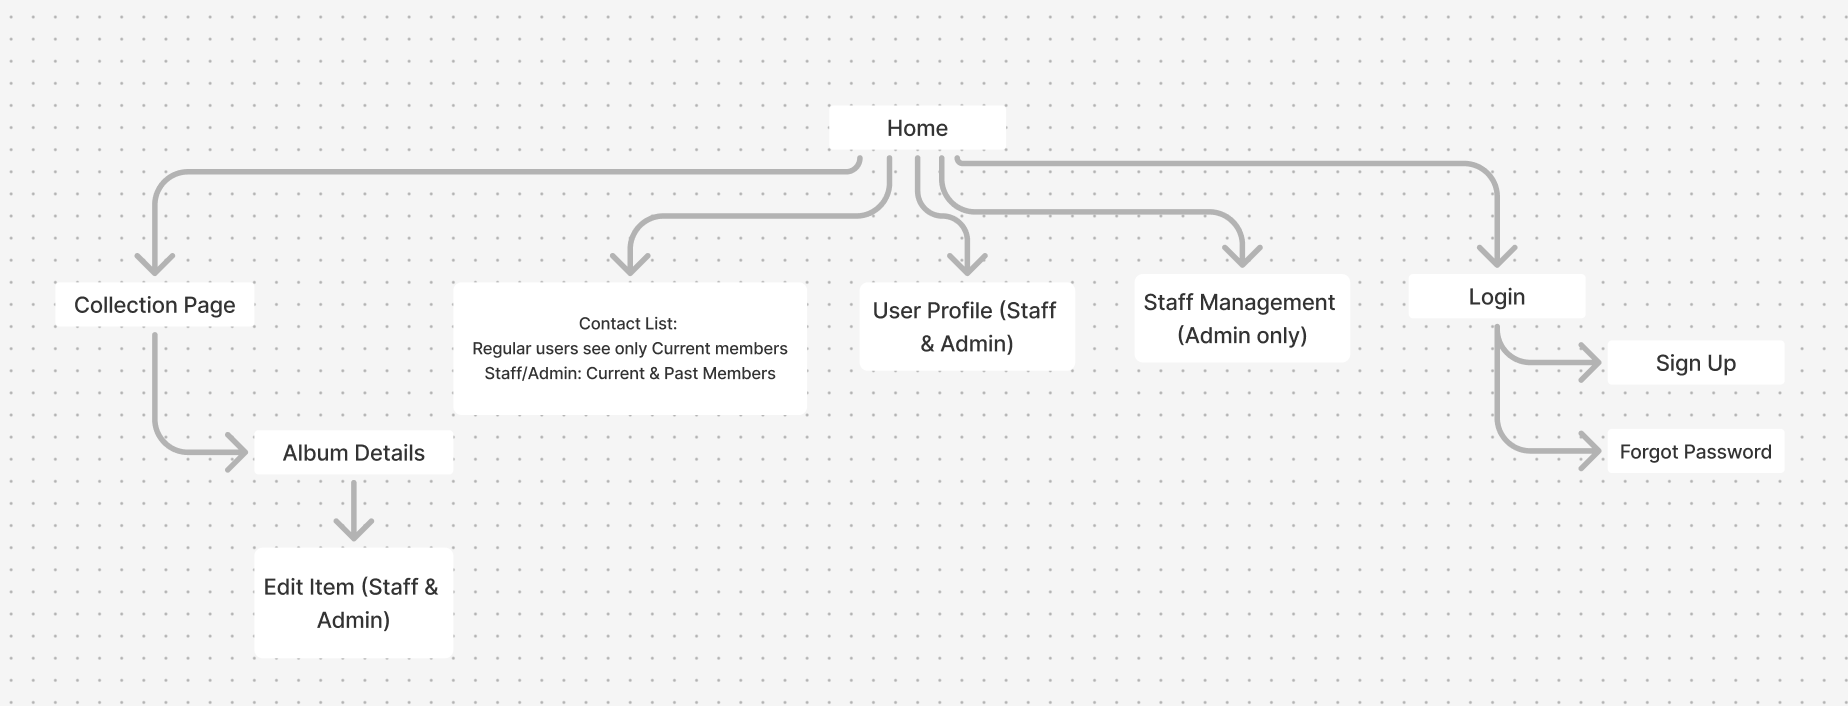 Home
Collection Page
Contact List:
Regular users see only Current members
Staff/Admin: Current & Past Members
User Profile (Staff
& Admin)
Staff Management
(Admin only)
Login
Sign Up
Forgot Password
Album Details
Edit Item (Staff &
Admin)